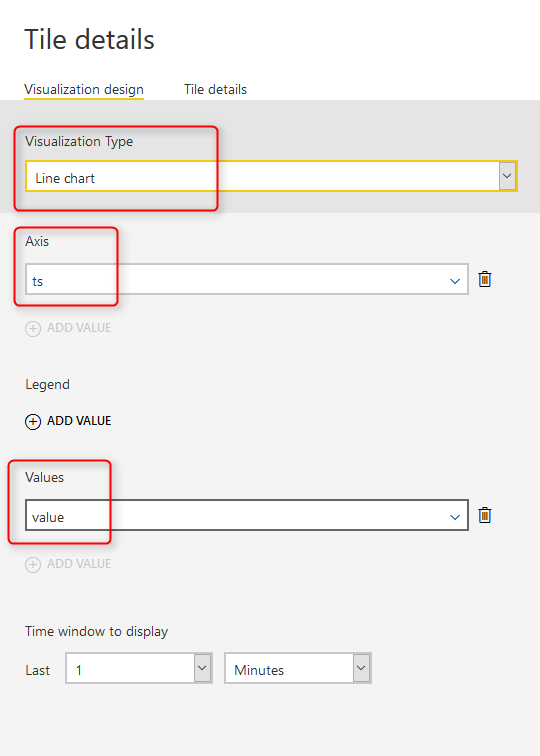 Tile details
Visualization design Tile details
Visualization Type
Line chart
Axis
ts
ADD VALUE
Legend
ADD VALUE
Values
value
ADD VALUE
Time window to display
Last 1 Minutes